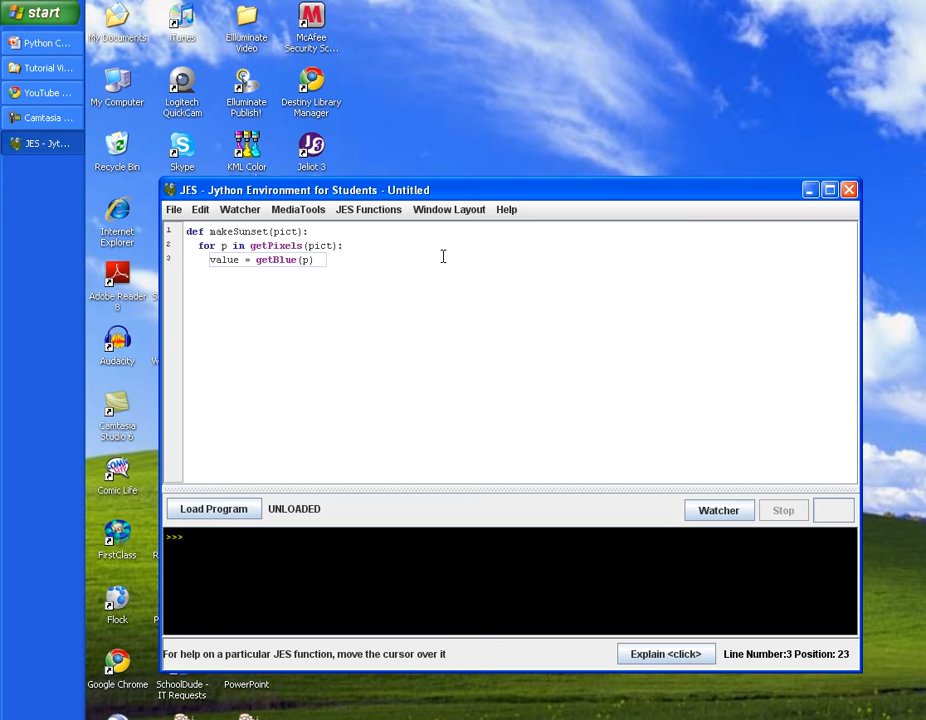 start
Python C...
Tutorial Vi...
YouTube ...
Camtasia ...
JES - Jyt...
My Documents
iTunes
Elluminate
Video
McAfee
Security Sc...
My Computer
Logitech
QuickCam
Elluminate
Publish!
Destiny Library
Manager
Recycle Bin
Skype
KML Color
Jeliot 3
Internet
Explorer
Adobe Reader
8
Audacity
Camtasia
Studio 6
Comic Life
FirstClass
Flock
Google Chrome
SchoolDude -
IT Requests
PowerPoint
JES - Jython Environment for Students - Untitled
File Edit Watcher MediaTools JES Functions Window Layout Help
1 def makeSunset(pict):
2 for p in getPixels(pict):
3 value = getBlue(p)
Load Program UNLOADED Watcher Stop
>>>
For help on a particular JES function, move the cursor over it Explain <click> Line Number:3 Position: 23